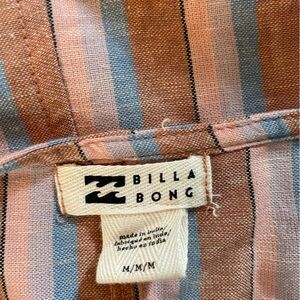 BILLA
BONG
made in india/
fabriqué en inde/
hecho en india
M/M/M